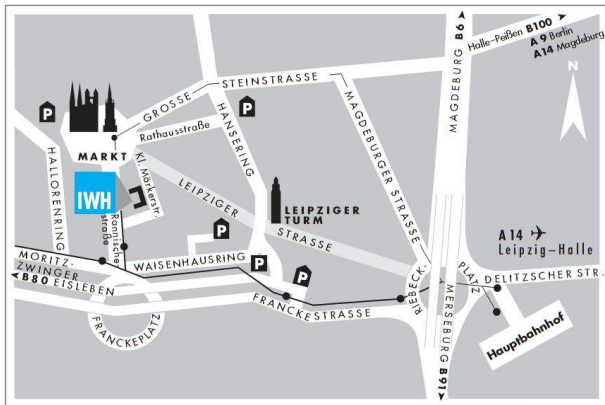 MAGDEBURG B6
Halle-Peißen B100
A 9 Berlin
A14 Magdeburg
N
P
GROSSE STEINSTRASSE
P
Rathausstraße
HANSERING
MAGDEBURGER STRASSE
MARKT
HALLORENRING
Kl. Märkerstr.
IWH
LEIPZIGER STRASSE
LEIPZIGER
TURM
Rannische
straße
P
A14
Leipzig–Halle
MORITZ-
ZWINGER
WAISENHAUSRING
P
RIEBECK-
PLATZ
DELITZSCHER STR.
B80 EISLEBEN
P
FRANCKESTRASSE
FRANCKEPLATZ
MERSEBURG B91
Hauptbahnhof